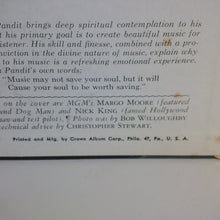 Pandit brings deep spiritual contemplation to his
his primary goal is to create beautiful music for
listener. His skill and finesse, combined with a pro-
viction in the divine nature of music, explain why
to his music is a refreshing emotional experience.
Pandit's own words:
"Music may not save your soul, but it will
Cause your soul to be worth saving."
on the cover are MGM's MARGO MOORE (featured
and Dog Man) and NICK KING (famed Hollywood
man and test pilot). ¶ Photo was by BOB WILLOUGHBY
technical advice by CHRISTOPHER STEWART.
Printed and Mfg. by Crown Album Corp., Phila. 47, Pa., U. S. A.